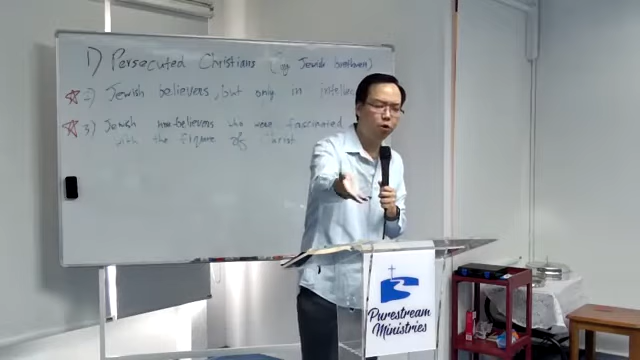 1) Persecuted Christians (eg Jewish brethren)
2) Jewish believers, but only in
3) Jewish non-believers who were fascinated
with the figure of Christ
Purestream
Ministries